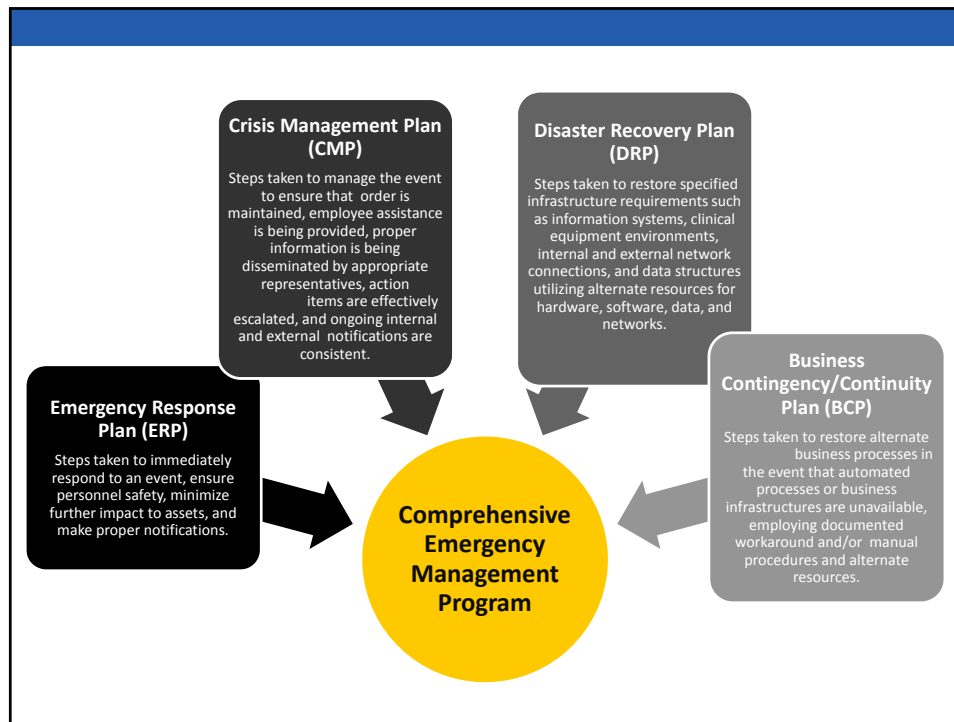 Crisis Management Plan
(CMP)
Steps taken to manage the event
to ensure that order is
maintained, employee assistance
is being provided, proper
information is being
disseminated by appropriate
representatives, action
items are effectively
escalated, and ongoing internal
and external notifications are
consistent.
Disaster Recovery Plan
(DRP)
Steps taken to restore specified
infrastructure requirements such
as information systems, clinical
equipment environments,
internal and external network
connections, and data structures
utilizing alternate resources for
hardware, software, data, and
networks.
Emergency Response
Plan (ERP)
Steps taken to immediately
respond to an event, ensure
personnel safety, minimize
further impact to assets, and
make proper notifications.
Business
Contingency/Continuity
Plan (BCP)
Steps taken to restore alternate
business processes in
the event that automated
processes or business
infrastructures are unavailable,
employing documented
workaround and/or manual
procedures and alternate
resources.
Comprehensive
Emergency
Management
Program